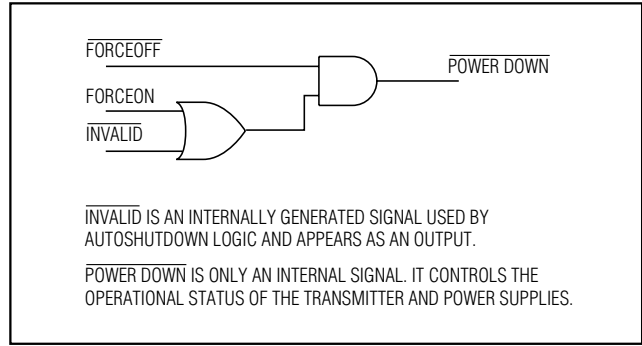 FORCEOFF
POWER DOWN
FORCEON
INVALID
INVALID IS AN INTERNALLY GENERATED SIGNAL USED BY
AUTOSHUTDOWN LOGIC AND APPEARS AS AN OUTPUT.
POWER DOWN IS ONLY AN INTERNAL SIGNAL. IT CONTROLS THE
OPERATIONAL STATUS OF THE TRANSMITTER AND POWER SUPPLIES.